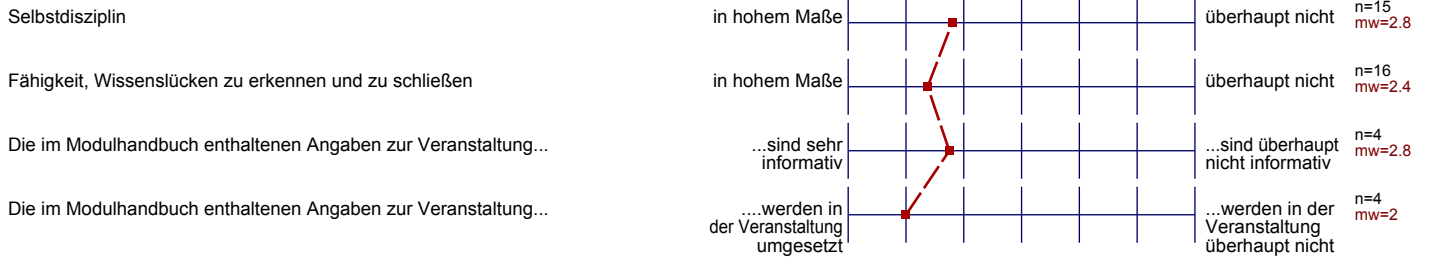 Selbstdisziplin
in hohem Maße
überhaupt nicht
n=15
mw=2.8
Fähigkeit, Wissenslücken zu erkennen und zu schließen
in hohem Maße
überhaupt nicht
n=16
mw=2.4
Die im Modulhandbuch enthaltenen Angaben zur Veranstaltung...
...sind sehr
informativ
...sind überhaupt
nicht informativ
n=4
mw=2.8
Die im Modulhandbuch enthaltenen Angaben zur Veranstaltung...
....werden in
der Veranstaltung
umgesetzt
...werden in der
Veranstaltung
überhaupt nicht
n=4
mw=2